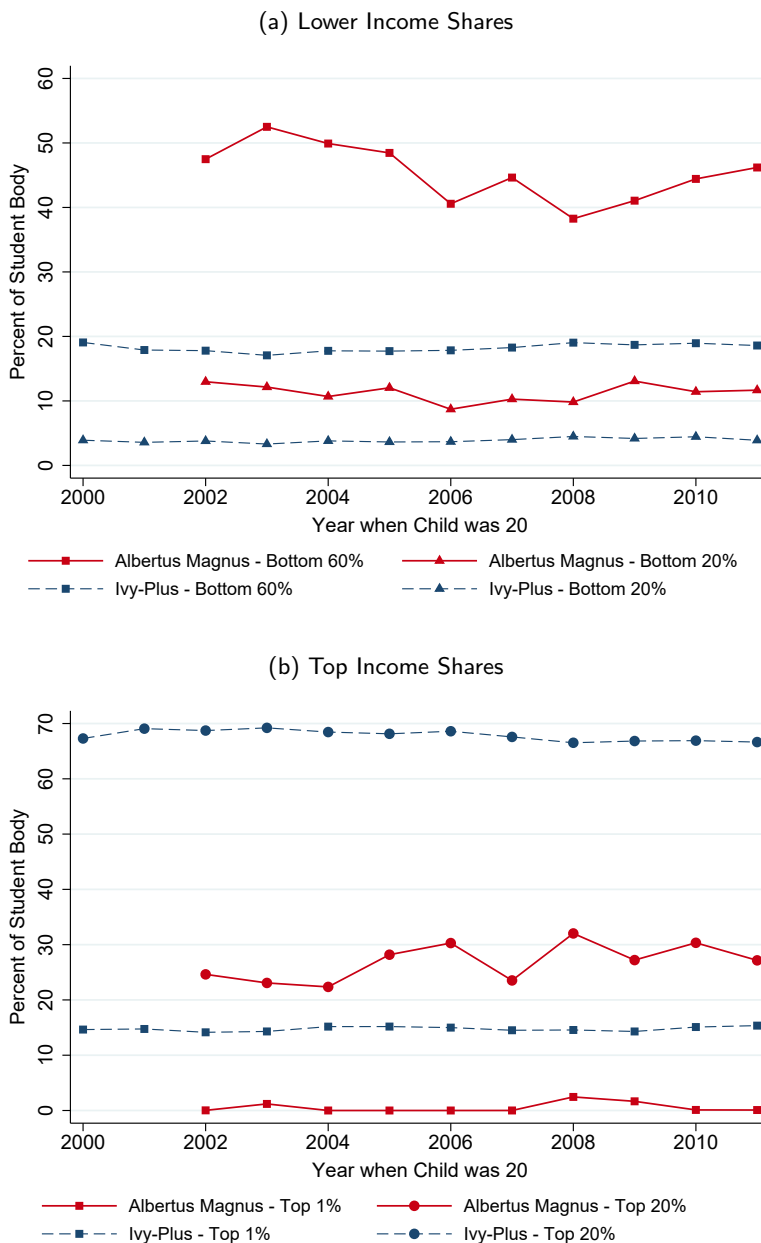 (a) Lower Income Shares
60
50
40
30
20
10
0
Percent of Student Body
2000 2002 2004 2006 2008 2010
Year when Child was 20
Albertus Magnus - Bottom 60% Albertus Magnus - Bottom 20%
Ivy-Plus - Bottom 60% Ivy-Plus - Bottom 20%
(b) Top Income Shares
70
60
50
40
30
20
10
0
Percent of Student Body
2000 2002 2004 2006 2008 2010
Year when Child was 20
Albertus Magnus - Top 1% Albertus Magnus - Top 20%
Ivy-Plus - Top 1% Ivy-Plus - Top 20%